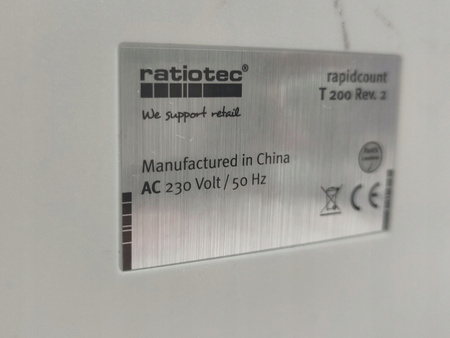 ratiotec®
rapidcount
T 200 Rev. 2
We support retail
Manufactured in China
AC 230 Volt / 50 Hz
CE